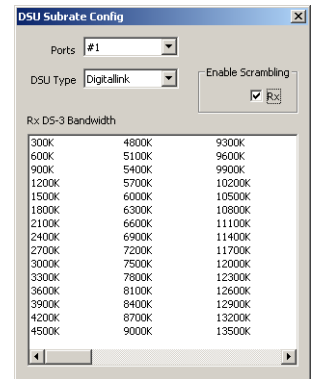 DSU Subrate Config
Ports #1
DSU Type Digitallink
Enable Scrambling
Rx
Rx DS-3 Bandwidth
300K 4800K 9300K
600K 5100K 9600K
900K 5400K 9900K
1200K 5700K 10200K
1500K 6000K 10500K
1800K 6300K 10800K
2100K 6600K 11100K
2400K 6900K 11400K
2700K 7200K 11700K
3000K 7500K 12000K
3300K 7800K 12300K
3600K 8100K 12600K
3900K 8400K 12900K
4200K 8700K 13200K
4500K 9000K 13500K